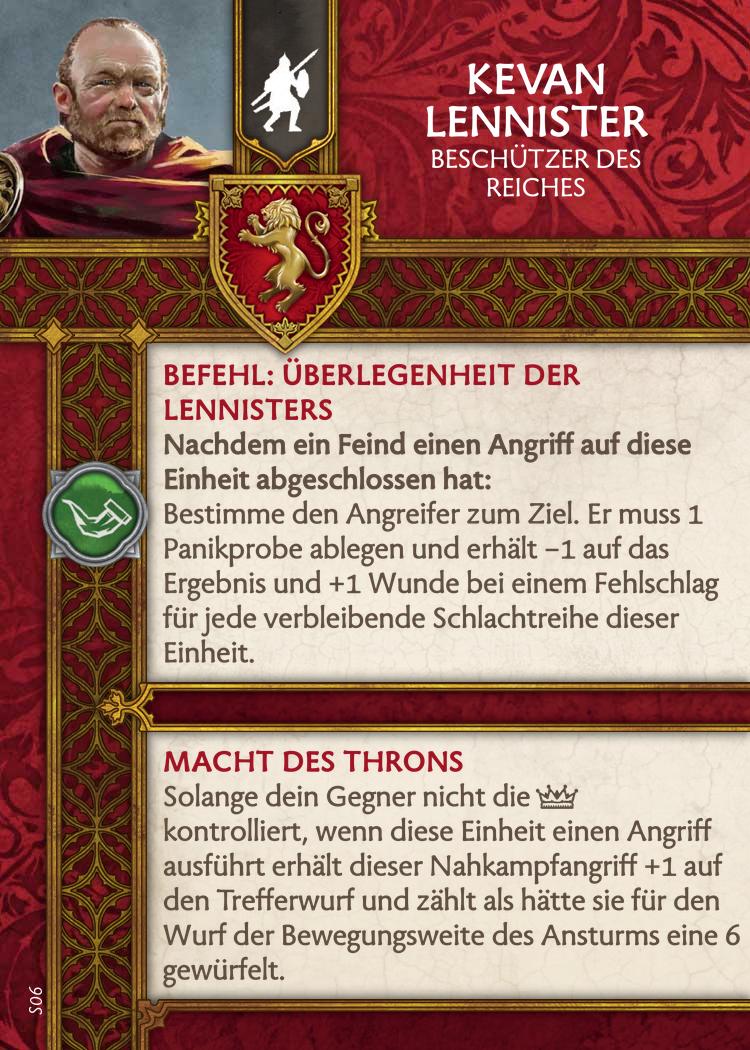 KEVAN
LENNISTER
BESCHÜTZER DES
REICHES
BEFEHL: ÜBERLEGENHEIT DER
LENNISTERS
Nachdem ein Feind einen Angriff auf diese
Einheit abgeschlossen hat:
Bestimme den Angreifer zum Ziel. Er muss 1
Panikprobe ablegen und erhält –1 auf das
Ergebnis und +1 Wunde bei einem Fehlschlag
für jede verbleibende Schlachtreihe dieser
Einheit.
MACHT DES THRONS
Solange dein Gegner nicht die
kontrolliert, wenn diese Einheit einen Angriff
ausführt erhält dieser Nahkampfangriff +1 auf
den Trefferwurf und zählt als hätte sie für den
Wurf der Bewegungsweite des Ansturms eine 6
gewürfelt.
S06